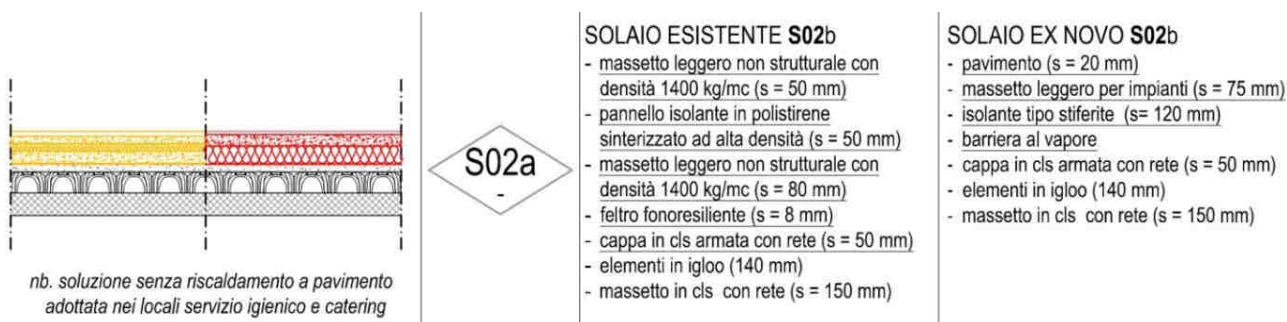 nb. soluzione senza riscaldamento a pavimento
adottata nei locali servizio igienico e catering
S02a
-
SOLAIO ESISTENTE S02b
- massetto leggero non strutturale con
densità 1400 kg/mc (s = 50 mm)
- pannello isolante in polistirene
sinterizzato ad alta densità (s = 50 mm)
- massetto leggero non strutturale con
densità 1400 kg/mc (s = 80 mm)
- feltro fonoresiliente (s = 8 mm)
- cappa in cls armata con rete (s = 50 mm)
- elementi in igloo (140 mm)
- massetto in cls con rete (s = 150 mm)
SOLAIO EX NOVO S02b
- pavimento (s = 20 mm)
- massetto leggero per impianti (s = 75 mm)
- isolante tipo stiferite (s= 120 mm)
- barriera al vapore
- cappa in cls armata con rete (s = 50 mm)
- elementi in igloo (140 mm)
- massetto in cls con rete (s = 150 mm)